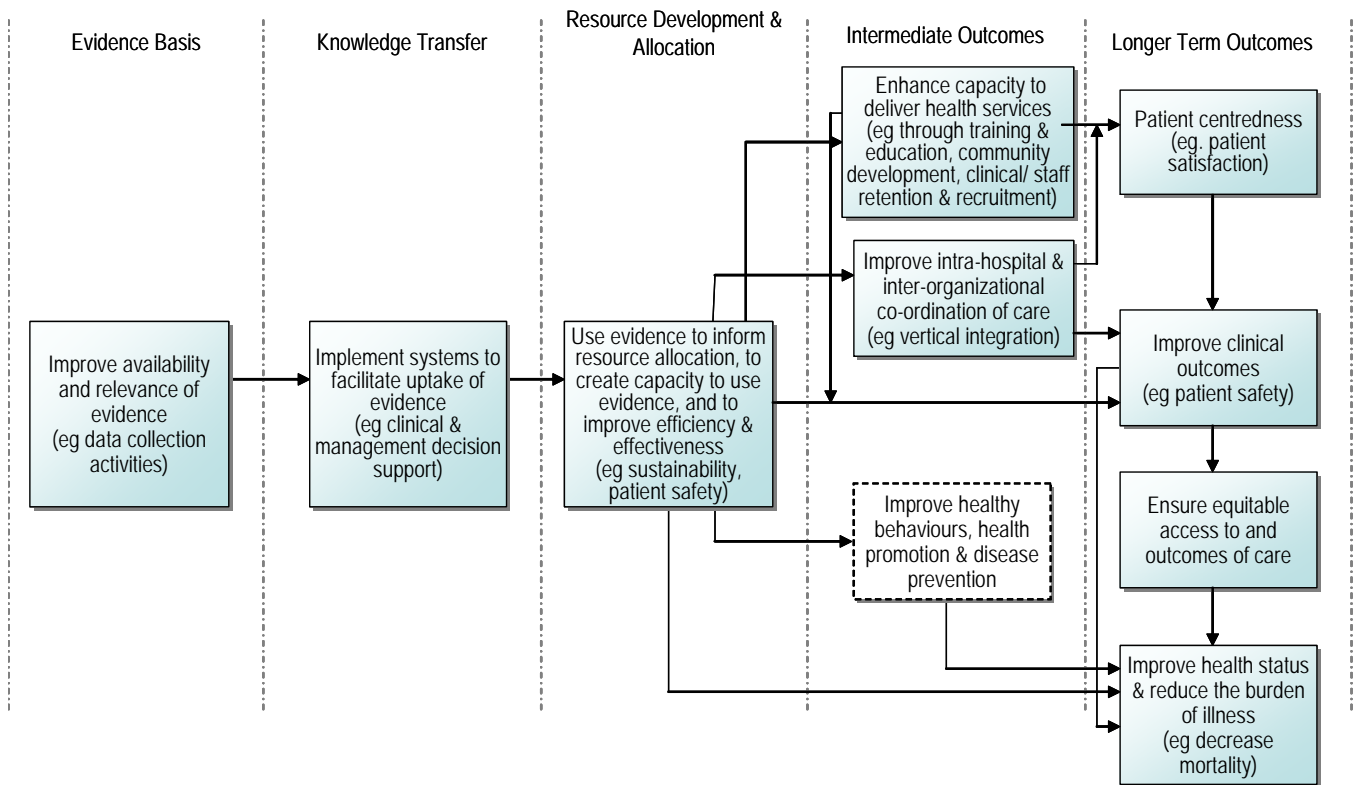 Evidence Basis
Knowledge Transfer
Resource Development &
Allocation
Intermediate Outcomes
Longer Term Outcomes
Improve availability
and relevance of
evidence
(eg data collection
activities)
Implement systems to
facilitate uptake of
evidence
(eg clinical &
management decision
support)
Use evidence to inform
resource allocation, to
create capacity to use
evidence, and to
improve efficiency &
effectiveness
(eg sustainability,
patient safety)
Enhance capacity to
deliver health services
(eg through training &
education, community
development, clinical/ staff
retention & recruitment)
Improve intra-hospital &
inter-organizational
co-ordination of care
(eg vertical integration)
Improve healthy
behaviours, health
promotion & disease
prevention
Patient centredness
(eg. patient
satisfaction)
Improve clinical
outcomes
(eg patient safety)
Ensure equitable
access to and
outcomes of care
Improve health status
& reduce the burden
of illness
(eg decrease
mortality)